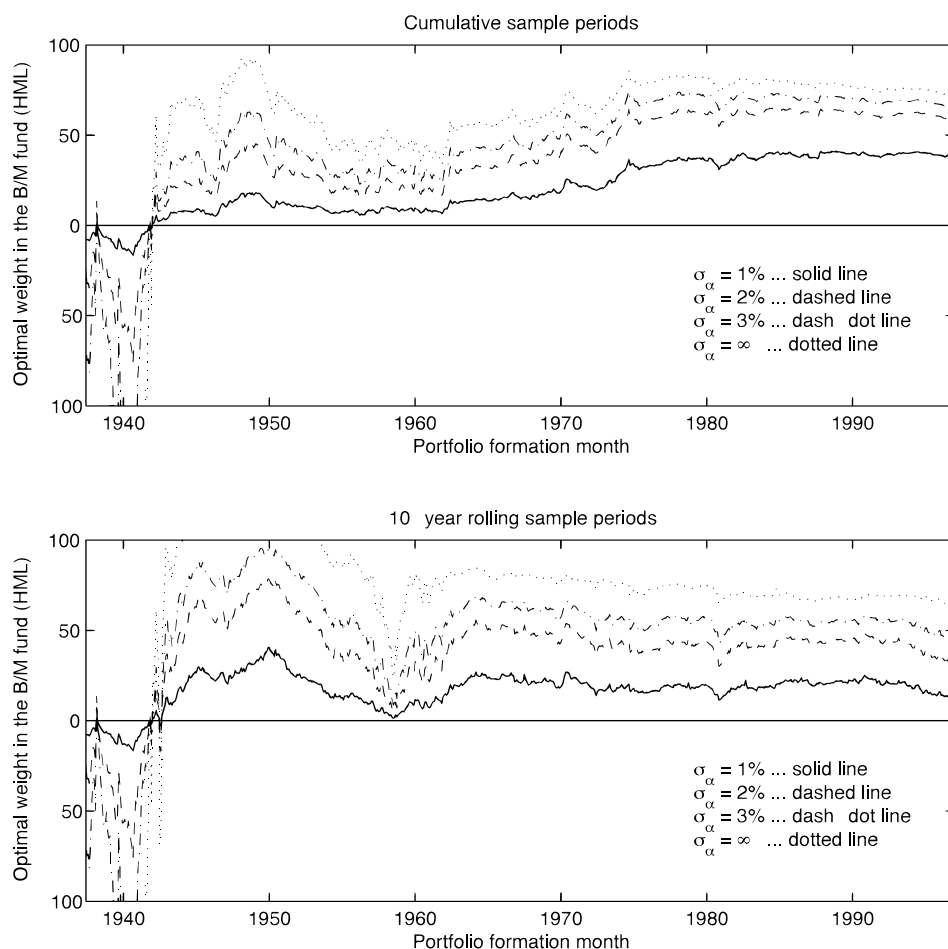 Cumulative sample periods
Optimal weight in the B/M fund (HML)
100
50
0
50
100
σα = 1% ... solid line
σα = 2% ... dashed line
σα = 3% ... dash dot line
σα = ∞ ... dotted line
1940 1950 1960 1970 1980 1990
Portfolio formation month
10 year rolling sample periods
Optimal weight in the B/M fund (HML)
100
50
0
50
100
σα = 1% ... solid line
σα = 2% ... dashed line
σα = 3% ... dash dot line
σα = ∞ ... dotted line
1940 1950 1960 1970 1980 1990
Portfolio formation month